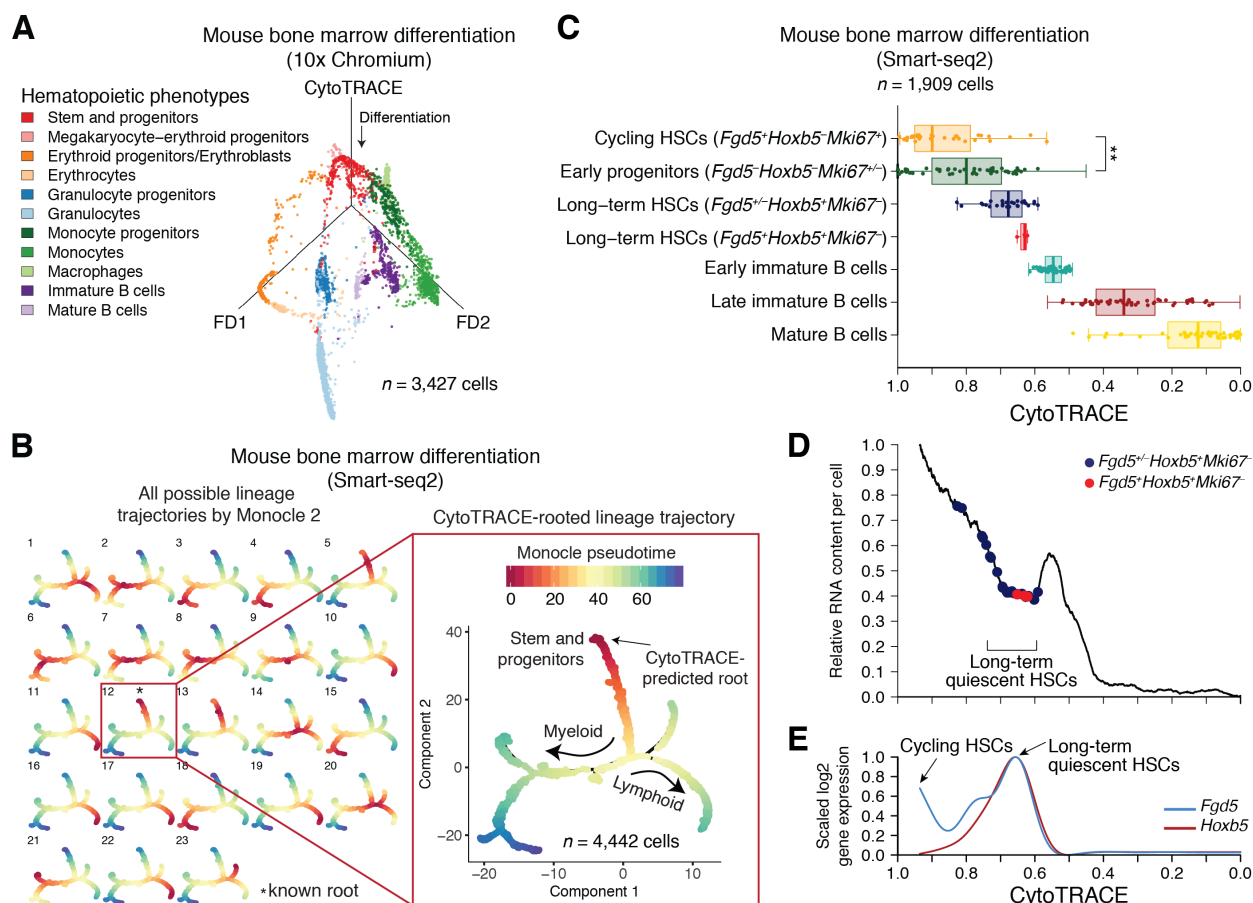 A
Mouse bone marrow differentiation
(10x Chromium)
CytoTRACE
Differentiation
Hematopoietic phenotypes
Stem and progenitors
Megakaryocyte–erythroid progenitors
Erythroid progenitors/Erythroblasts
Erythrocytes
Granulocyte progenitors
Granulocytes
Monocyte progenitors
Monocytes
Macrophages
Immature B cells
Mature B cells
FD1
FD2
n = 3,427 cells
B
Mouse bone marrow differentiation
(Smart-seq2)
All possible lineage
trajectories by Monocle 2
1 2 3 4 5
6 7 8 9 10
11 12 * 13 14 15
16 17 18 19 20
21 22 23
*known root
CytoTRACE-rooted lineage trajectory
Monocle pseudotime
0 20 40 60
Stem and
progenitors
CytoTRACE-
predicted root
Myeloid
Lymphoid
n = 4,442 cells
Component 2
40
20
0
−20
−20 −10 0 10
Component 1
C
Mouse bone marrow differentiation
(Smart-seq2)
n = 1,909 cells
Cycling HSCs (Fgd5⁺Hoxb5⁻Mki67⁺)
Early progenitors (Fgd5⁻Hoxb5⁻Mki67⁺/⁻)
Long–term HSCs (Fgd5⁺/⁻Hoxb5⁺Mki67⁻)
Long–term HSCs (Fgd5⁺Hoxb5⁺Mki67⁻)
Early immature B cells
Late immature B cells
Mature B cells
**
1.0 0.8 0.6 0.4 0.2 0.0
CytoTRACE
D
Relative RNA content per cell
1.0
0.9
0.8
0.7
0.6
0.5
0.4
0.3
0.2
0.1
0.0
Fgd5⁺/⁻Hoxb5⁺Mki67⁻
Fgd5⁺Hoxb5⁺Mki67⁻
Long-term
quiescent HSCs
E
Scaled log2
gene expression
1.0
0.8
0.6
0.4
0.2
0.0
Cycling HSCs
Long-term
quiescent HSCs
Fgd5
Hoxb5
1.0 0.8 0.6 0.4 0.2 0.0
CytoTRACE